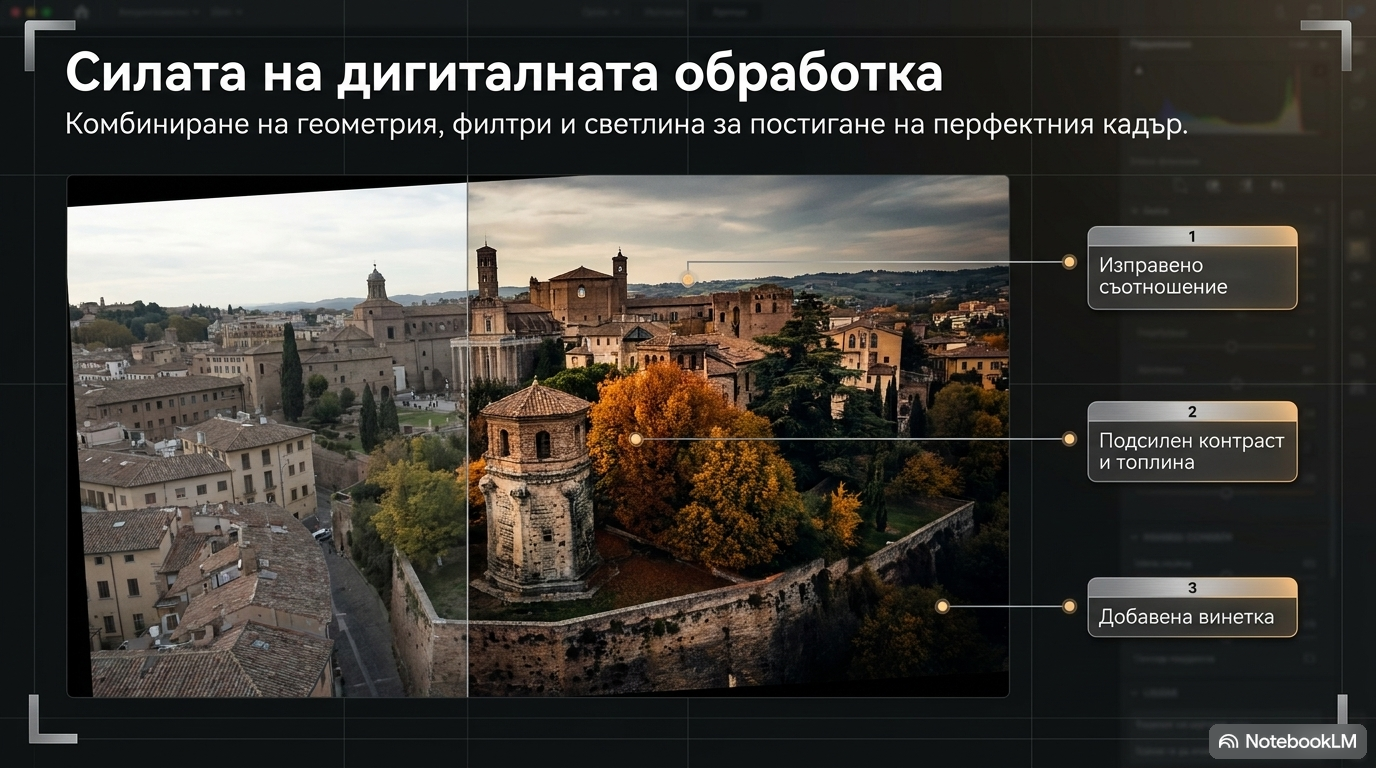 Силата на дигиталната обработка
Комбиниране на геометрия, филтри и светлина за постигане на перфектния кадър.
1
Изправено
съотношение
2
Подсилен контраст
и топлина
3
Добавена винетка
NotebookLM